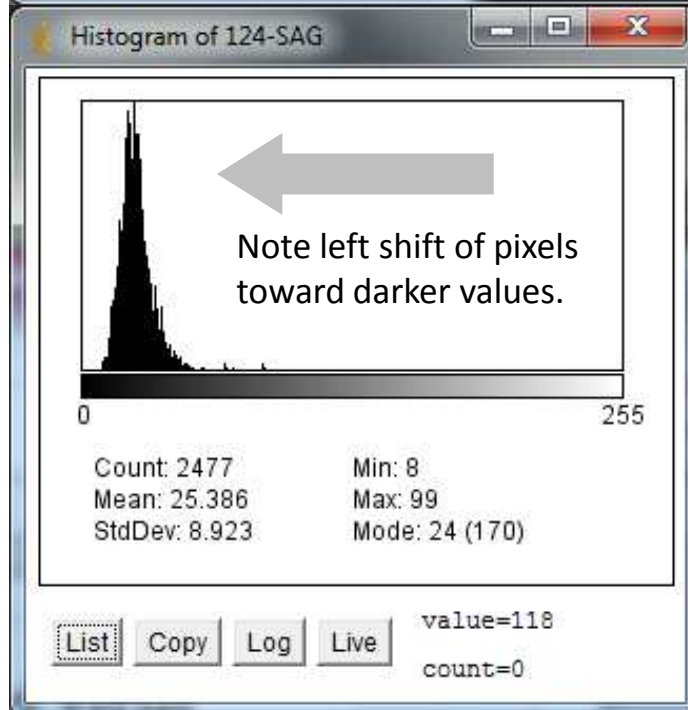 Histogram of 124-SAG
Note left shift of pixels
toward darker values.
0 255
Count: 2477 Min: 8
Mean: 25.386 Max: 99
StdDev: 8.923 Mode: 24 (170)
List Copy Log Live value=118
count=0